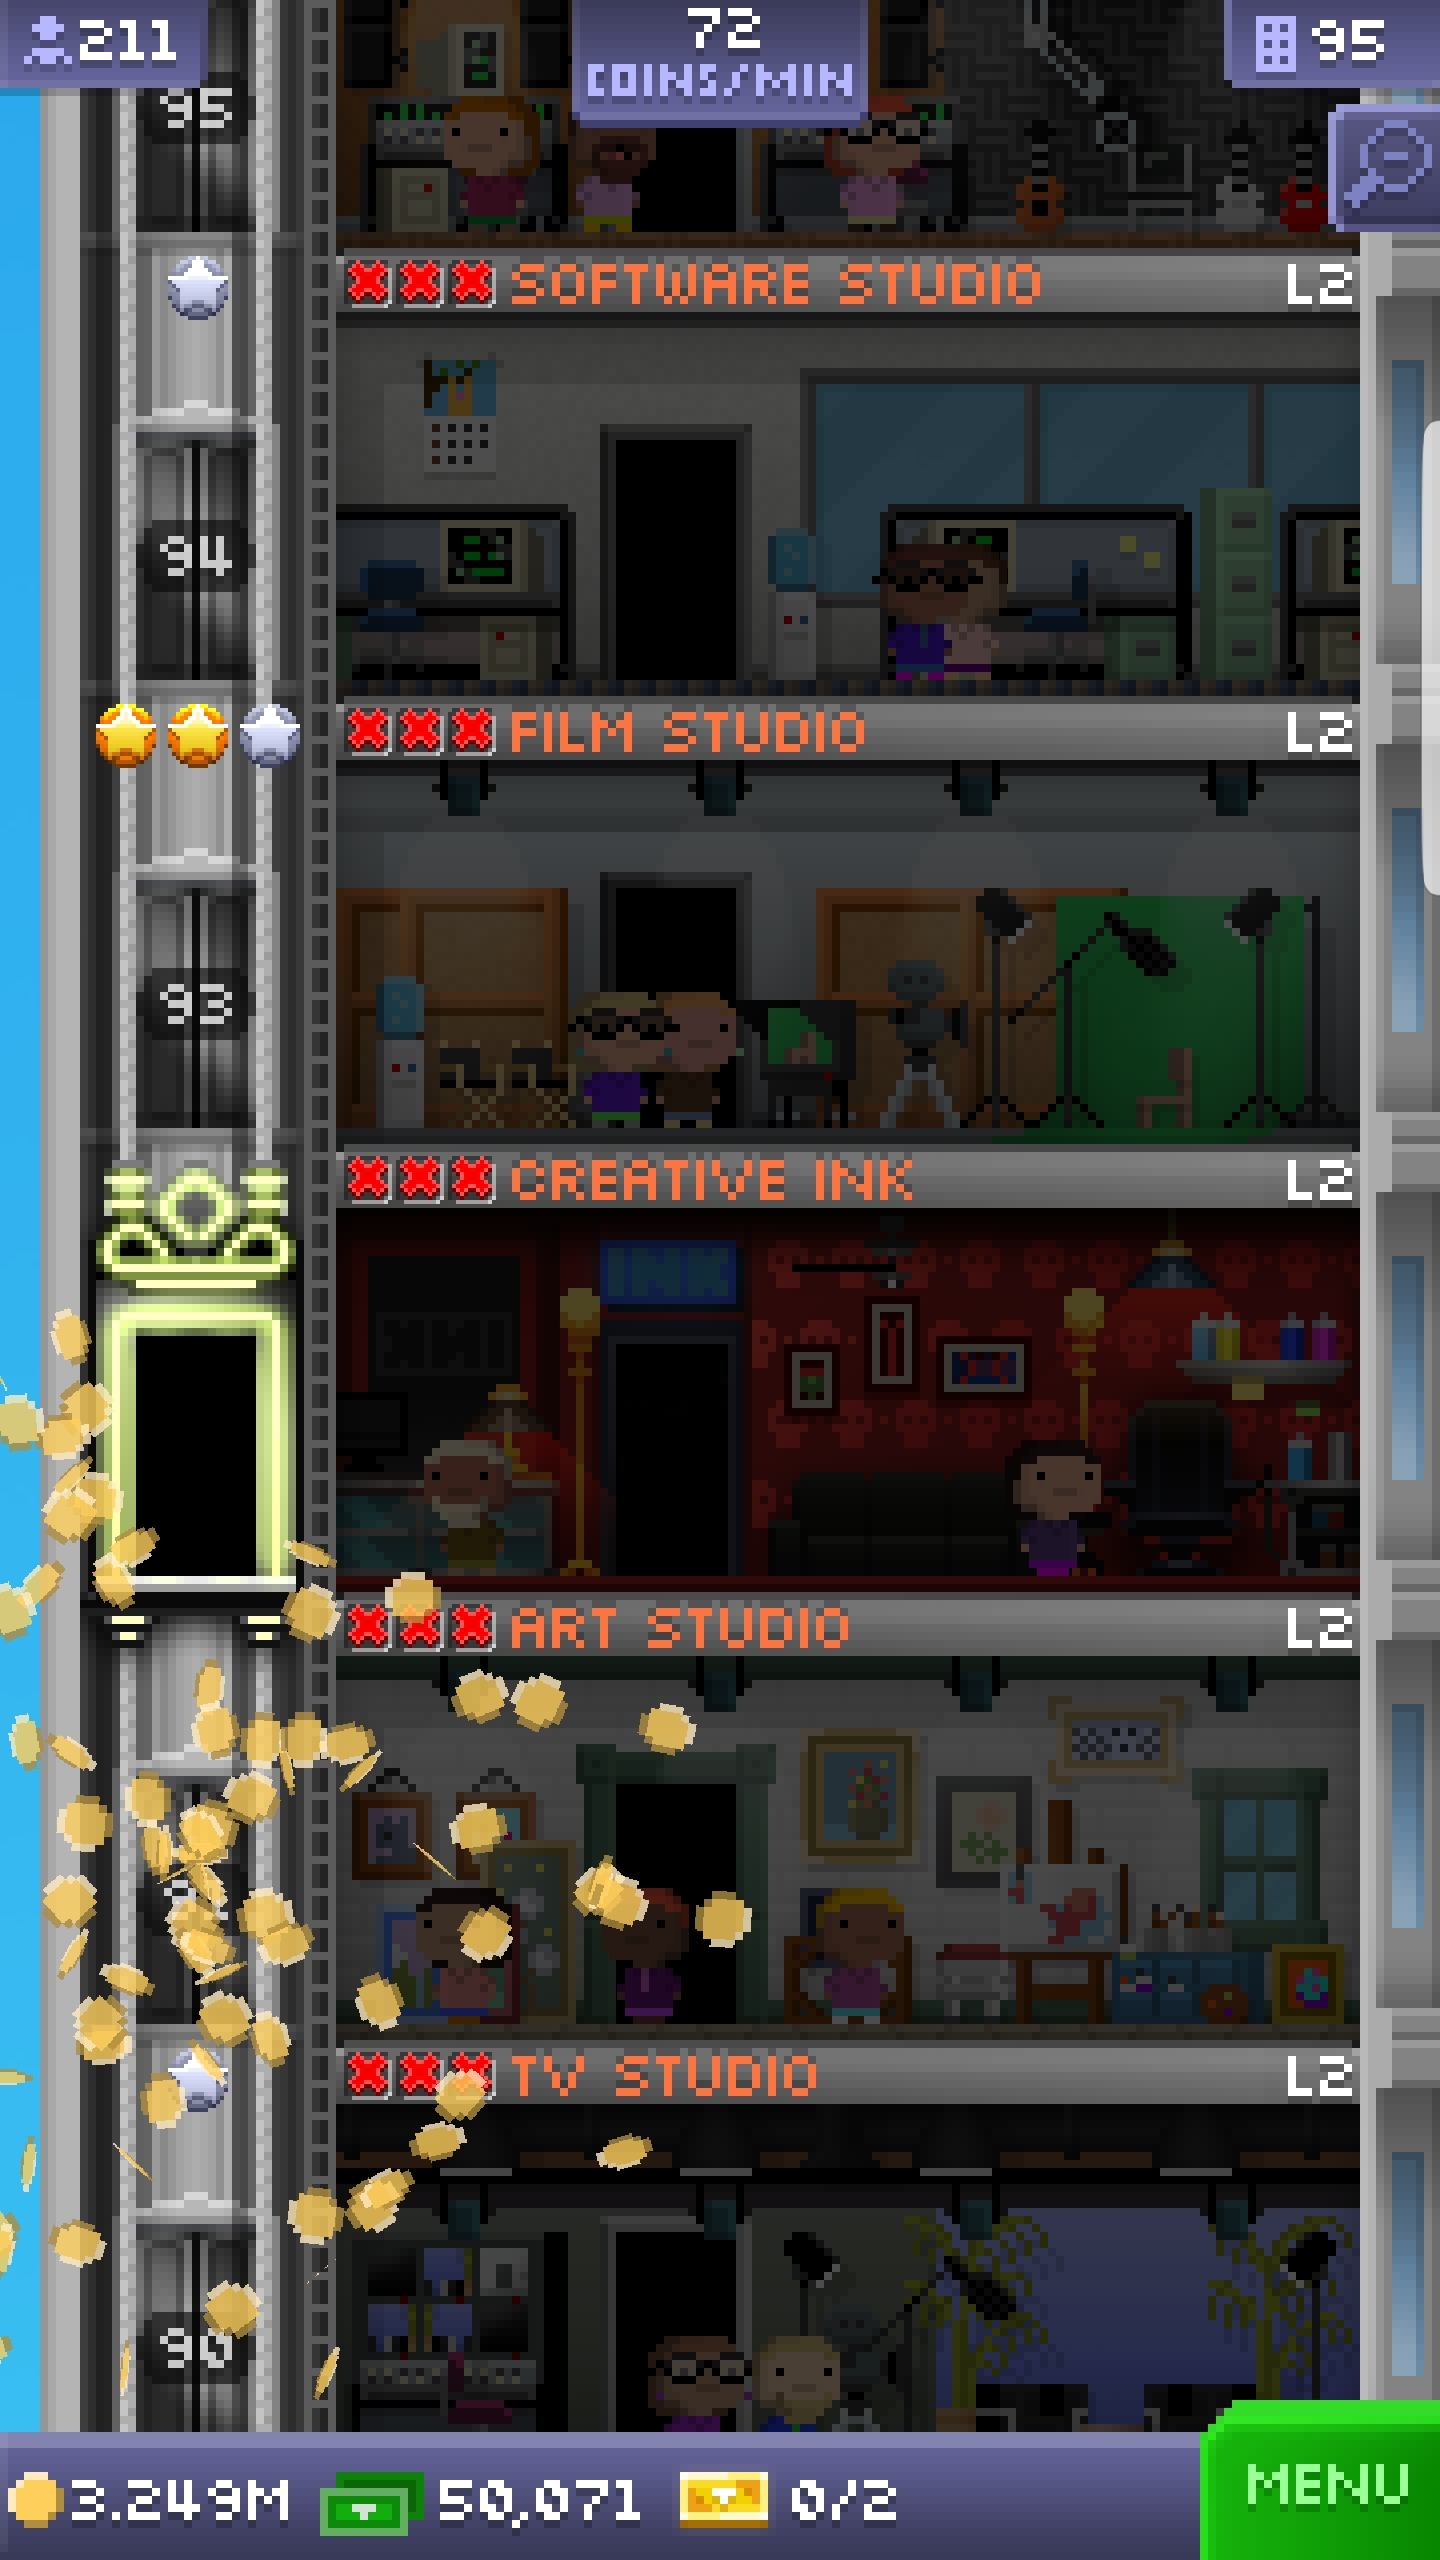 211
72
COINS/MIN
95
95
SOFTWARE STUDIO L2
94
FILM STUDIO L2
93
CREATIVE INK L2
INK
ART STUDIO L2
TV STUDIO L2
90
3.249M 50,071 0/2
MENU